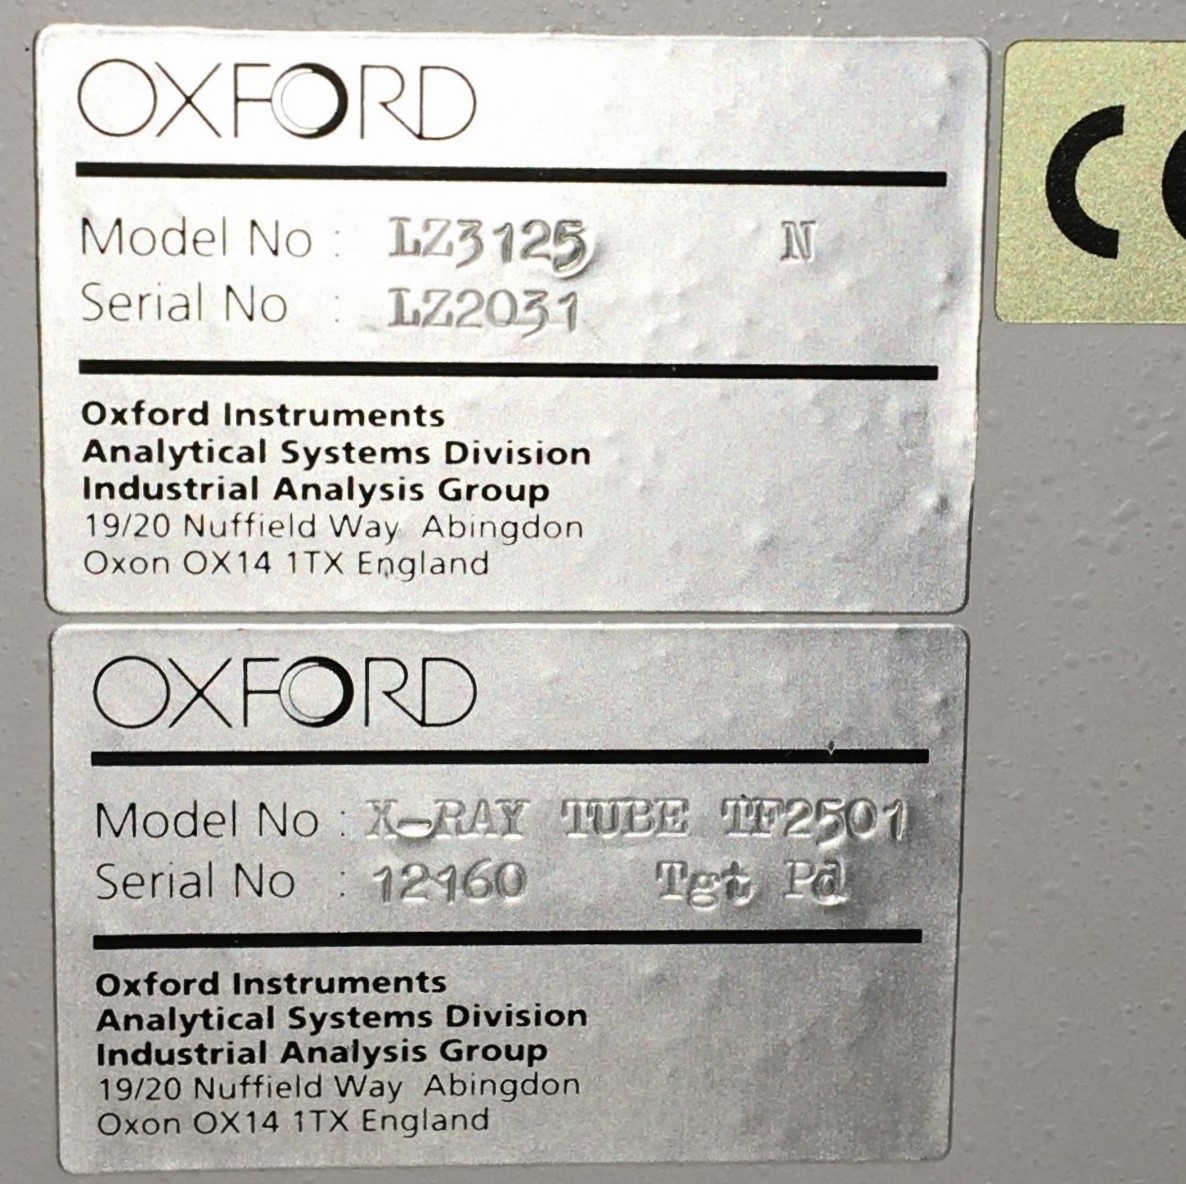 OXFORD
Model No : LZ3125 N
Serial No : LZ2031
Oxford Instruments
Analytical Systems Division
Industrial Analysis Group
19/20 Nuffield Way Abingdon
Oxon OX14 1TX England
OXFORD
Model No : X-RAY TUBE TF2501
Serial No : 12160 Tgt Pd
Oxford Instruments
Analytical Systems Division
Industrial Analysis Group
19/20 Nuffield Way Abingdon
Oxon OX14 1TX England
CE